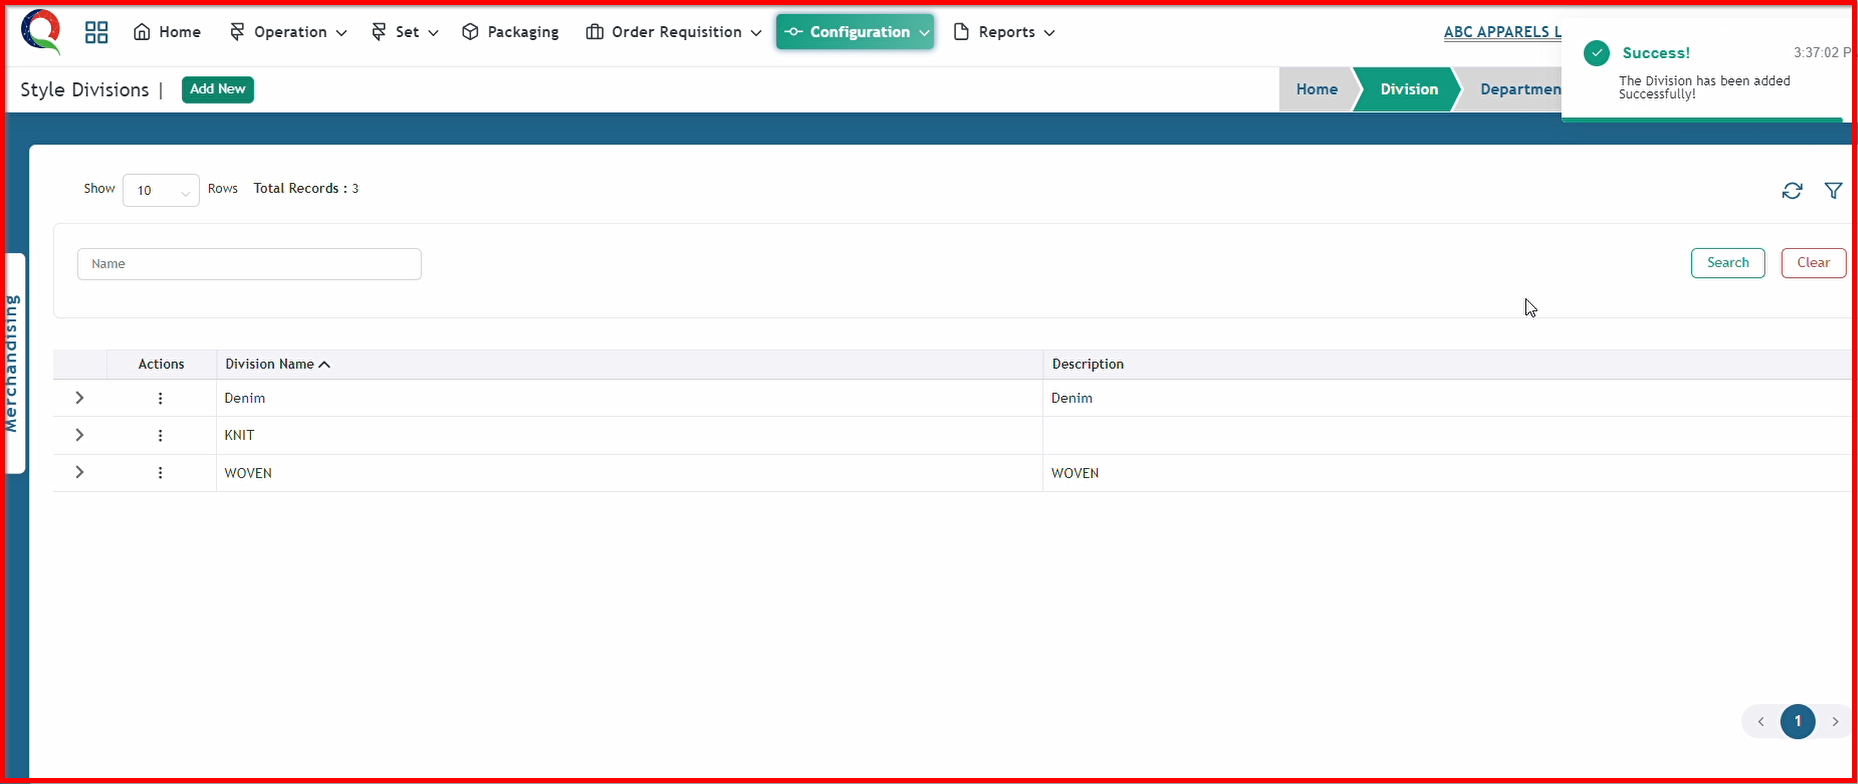 Home Operation Set Packaging Order Requisition Configuration Reports ABC APPARELS L
Success! 3:37:02 P
The Division has been added
Successfully!
Style Divisions | Add New Home Division Departmen
Show 10 Rows Total Records : 3
Name Search Clear
Merchandising
Actions Division Name Description
Denim Denim
KNIT
WOVEN WOVEN
1